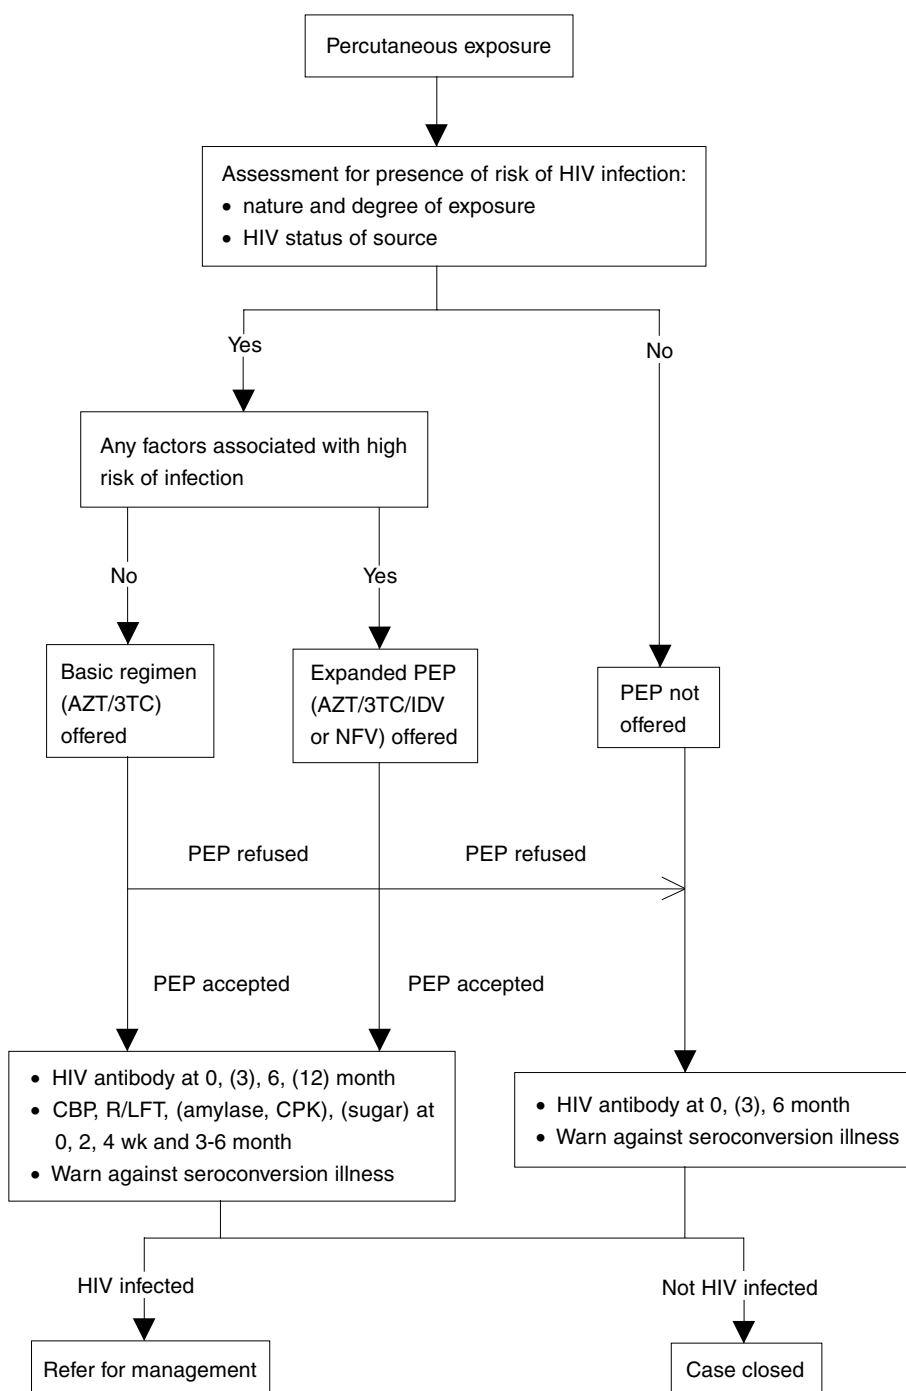 Percutaneous exposure
Assessment for presence of risk of HIV infection:
• nature and degree of exposure
• HIV status of source
Yes
No
Any factors associated with high
risk of infection
No
Yes
Basic regimen
(AZT/3TC)
offered
Expanded PEP
(AZT/3TC/IDV
or NFV) offered
PEP not
offered
PEP refused
PEP refused
PEP accepted
PEP accepted
• HIV antibody at 0, (3), 6, (12) month
• CBP, R/LFT, (amylase, CPK), (sugar) at
0, 2, 4 wk and 3-6 month
• Warn against seroconversion illness
• HIV antibody at 0, (3), 6 month
• Warn against seroconversion illness
HIV infected
Not HIV infected
Refer for management
Case closed